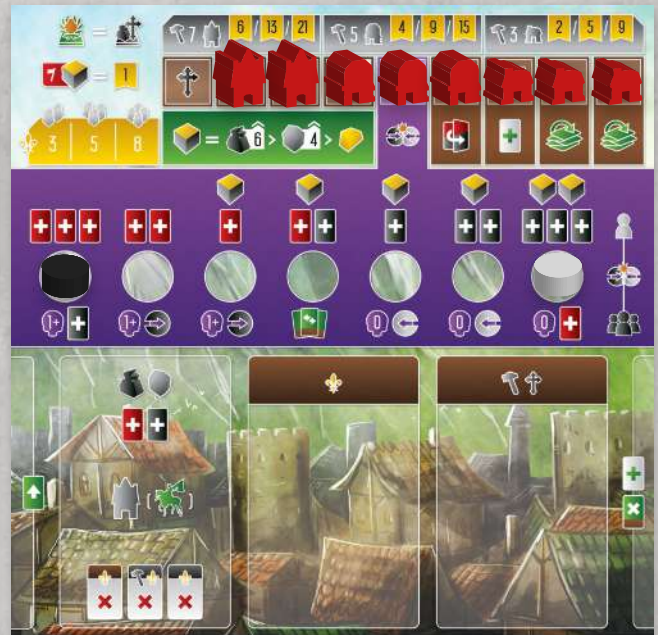 = 7 6 / 13 / 21 5 4 / 9 / 15 3 2 / 5 / 9
= 1
3 5 8 = 6 > 4 >
+ + + + + + + + + + + + + +
1+ + 1+ 1+ 0 0 0 +
+ +
+